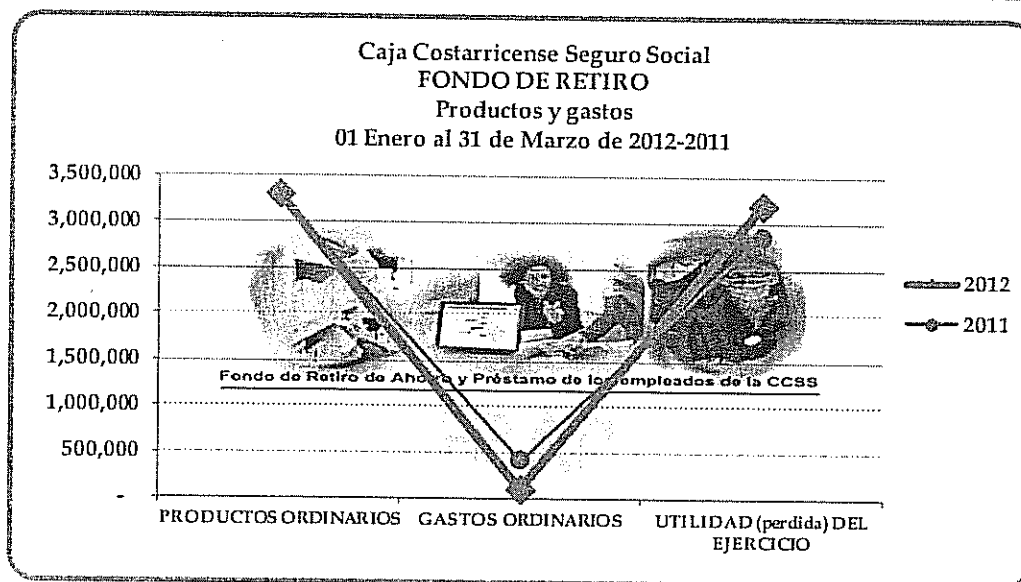 Caja Costarricense Seguro Social
FONDO DE RETIRO
Productos y gastos
01 Enero al 31 de Marzo de 2012-2011
3,500,000
3,000,000
2,500,000
2,000,000
1,500,000
1,000,000
500,000
-
Fondo de Retiro de Ahorro y Préstamo de los empleados de la CCSS
PRODUCTOS ORDINARIOS GASTOS ORDINARIOS UTILIDAD (perdida) DEL
EJERCICIO
2012
2011